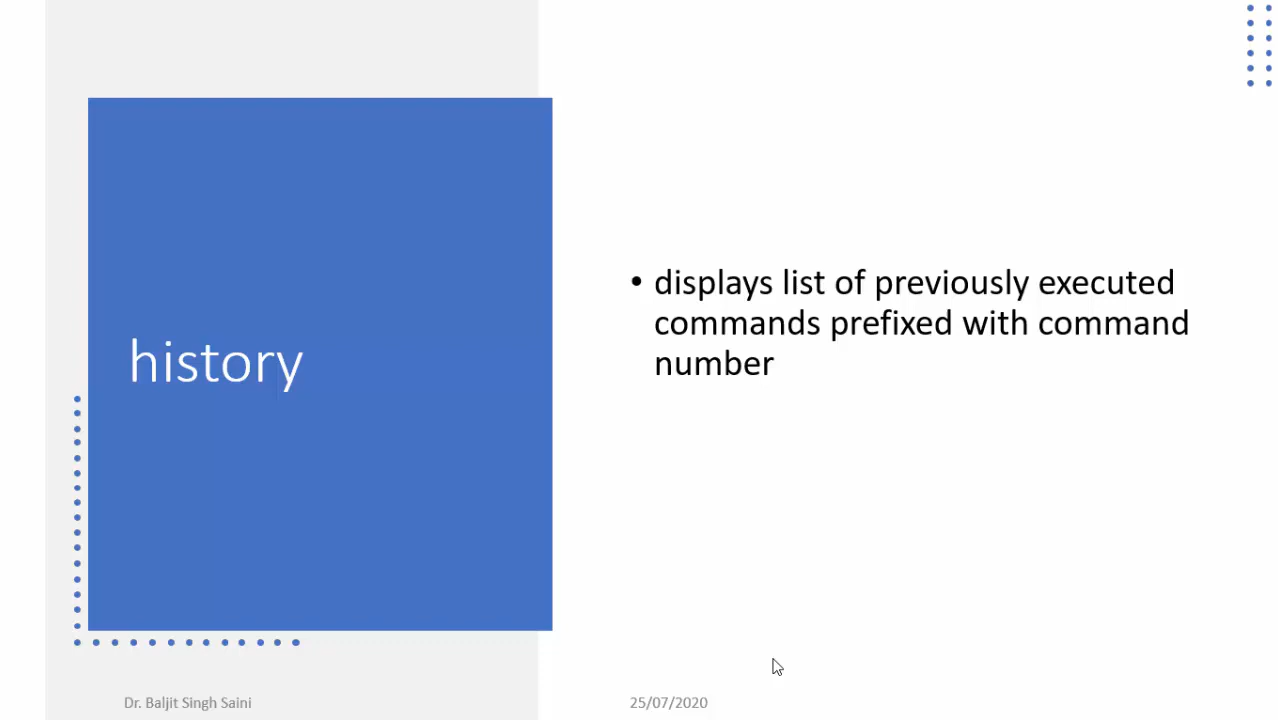 history
• displays list of previously executed
commands prefixed with command
number
Dr. Baljit Singh Saini
25/07/2020